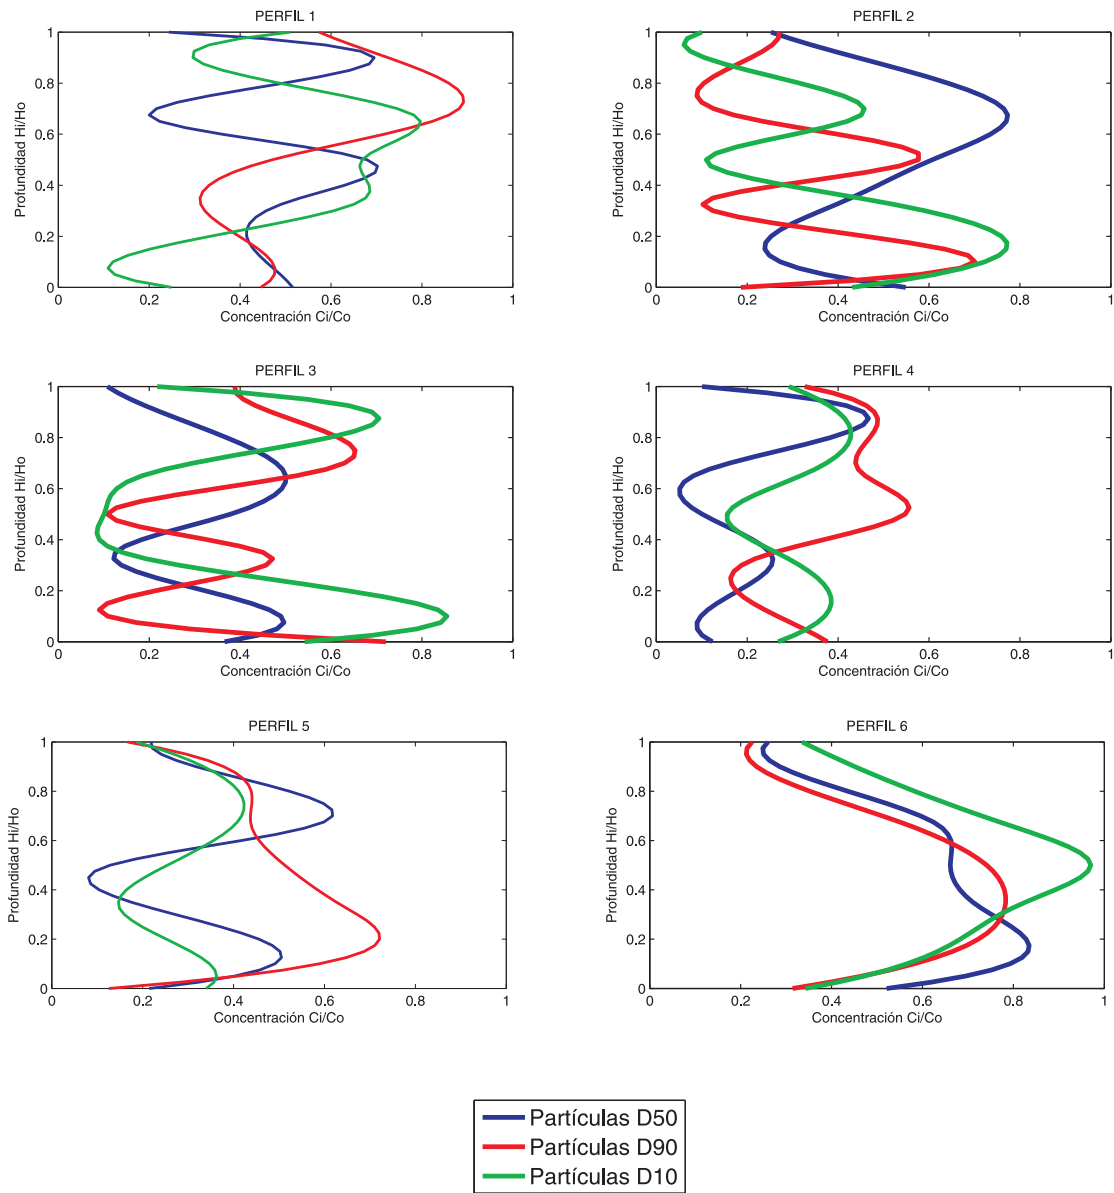 PERFIL 1
1
0.8
0.6
0.4
0.2
0
Profundidad Hi/Ho
0 0.2 0.4 0.6 0.8 1
Concentración Ci/Co
PERFIL 2
1
0.8
0.6
0.4
0.2
0
Profundidad Hi/Ho
0 0.2 0.4 0.6 0.8 1
Concentración Ci/Co
PERFIL 3
1
0.8
0.6
0.4
0.2
0
Profundidad Hi/Ho
0 0.2 0.4 0.6 0.8 1
Concentración Ci/Co
PERFIL 4
1
0.8
0.6
0.4
0.2
0
Profundidad Hi/Ho
0 0.2 0.4 0.6 0.8 1
Concentración Ci/Co
PERFIL 5
1
0.8
0.6
0.4
0.2
0
Profundidad Hi/Ho
0 0.2 0.4 0.6 0.8 1
Concentración Ci/Co
PERFIL 6
1
0.8
0.6
0.4
0.2
0
Profundidad Hi/Ho
0 0.2 0.4 0.6 0.8 1
Concentración Ci/Co
Partículas D50
Partículas D90
Partículas D10